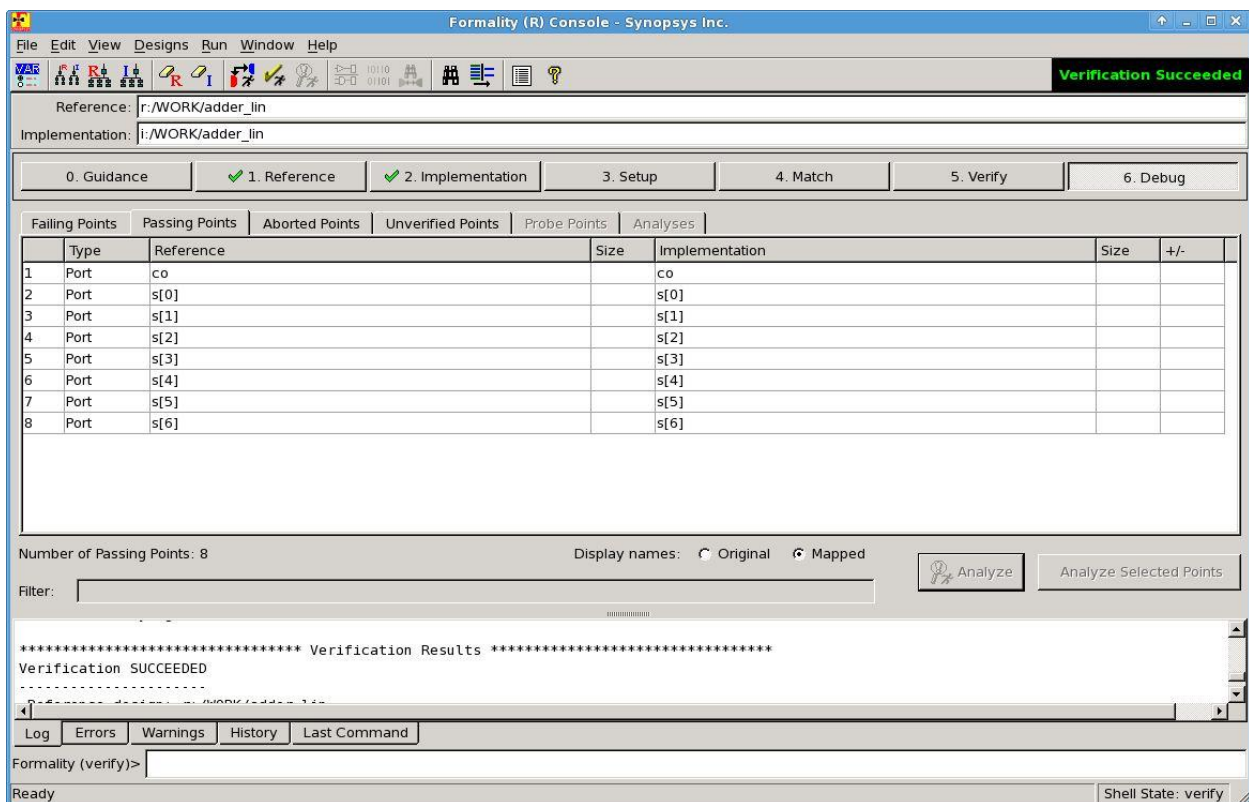 Formality (R) Console - Synopsys Inc.
File Edit View Designs Run Window Help
Verification Succeeded
Reference: r:/WORK/adder_lin
Implementation: i:/WORK/adder_lin
0. Guidance 1. Reference 2. Implementation 3. Setup 4. Match 5. Verify 6. Debug
Failing Points Passing Points Aborted Points Unverified Points Probe Points Analyses
Type Reference Size Implementation Size +/-
1 Port co co
2 Port s[0] s[0]
3 Port s[1] s[1]
4 Port s[2] s[2]
5 Port s[3] s[3]
6 Port s[4] s[4]
7 Port s[5] s[5]
8 Port s[6] s[6]
Number of Passing Points: 8 Display names: Original Mapped
Analyze Analyze Selected Points
Filter:
********************************* Verification Results *********************************
Verification SUCCEEDED
----------------------
Reference design: r:/WORK/adder_lin
Log Errors Warnings History Last Command
Formality (verify)>
Ready Shell State: verify